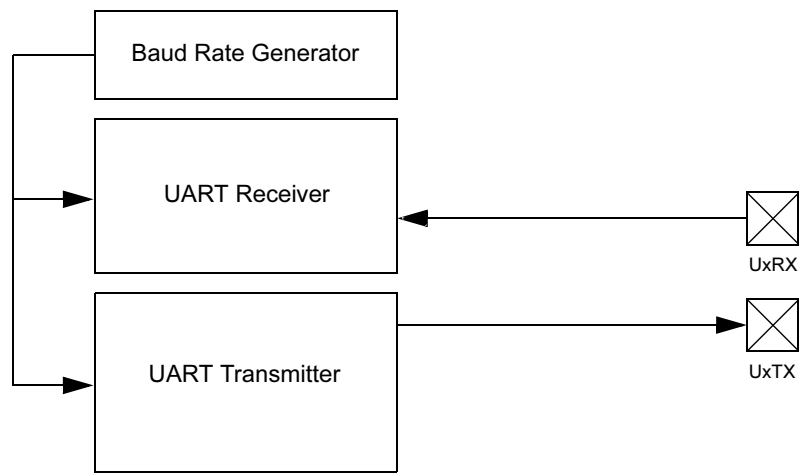 Baud Rate Generator
UART Receiver
UxRX
UART Transmitter
UxTX